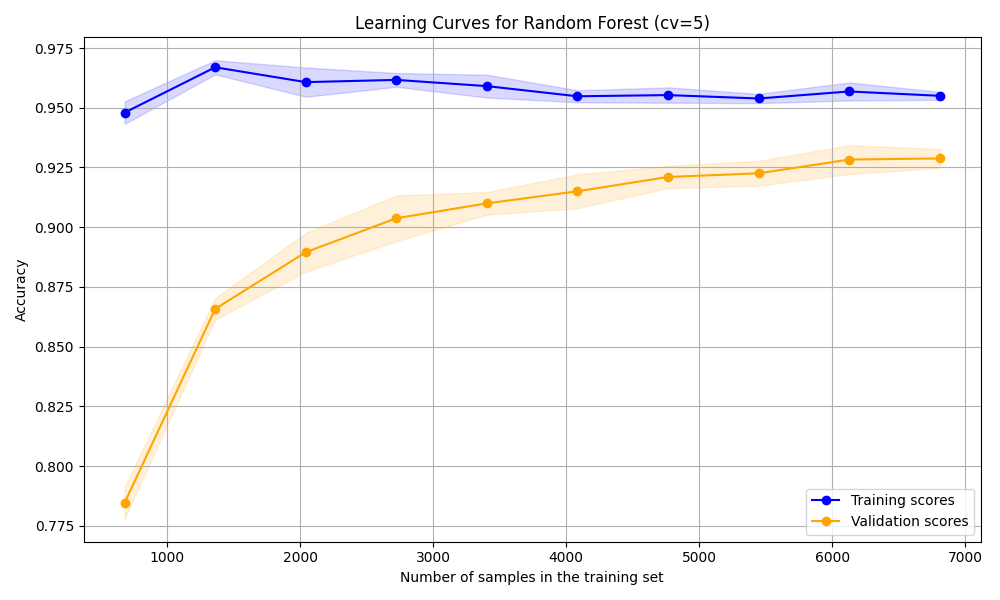 Learning Curves for Random Forest (cv=5)
0.975
0.950
0.925
0.900
0.875
0.850
0.825
0.800
0.775
Accuracy
Training scores
Validation scores
1000 2000 3000 4000 5000 6000 7000
Number of samples in the training set